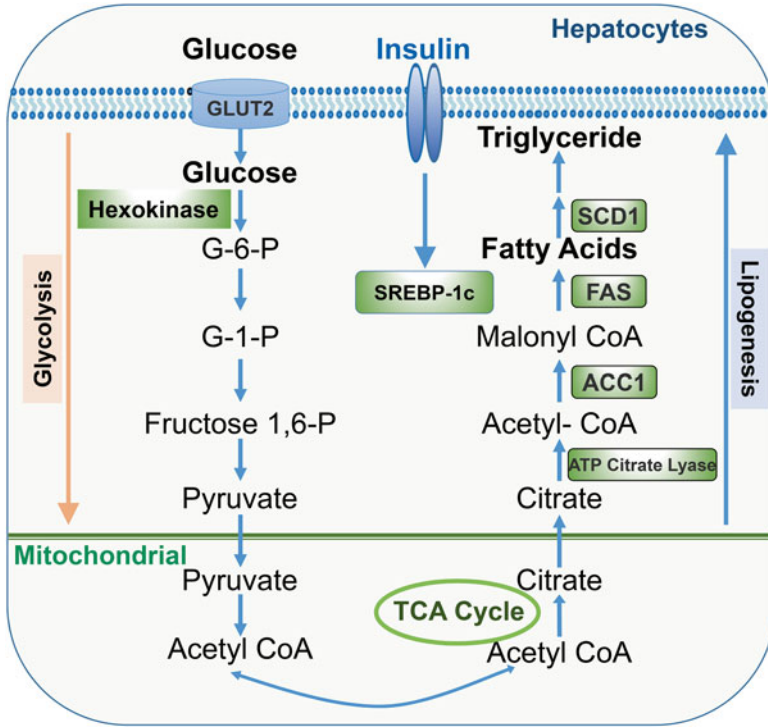 Hepatocytes
Glucose
Insulin
GLUT2
Glucose
Hexokinase
G-6-P
G-1-P
Fructose 1,6-P
Pyruvate
Glycolysis
SREBP-1c
Triglyceride
SCD1
Fatty Acids
FAS
Malonyl CoA
ACC1
Acetyl- CoA
ATP Citrate Lyase
Citrate
Lipogenesis
Mitochondrial
Pyruvate
Acetyl CoA
TCA Cycle
Citrate
Acetyl CoA